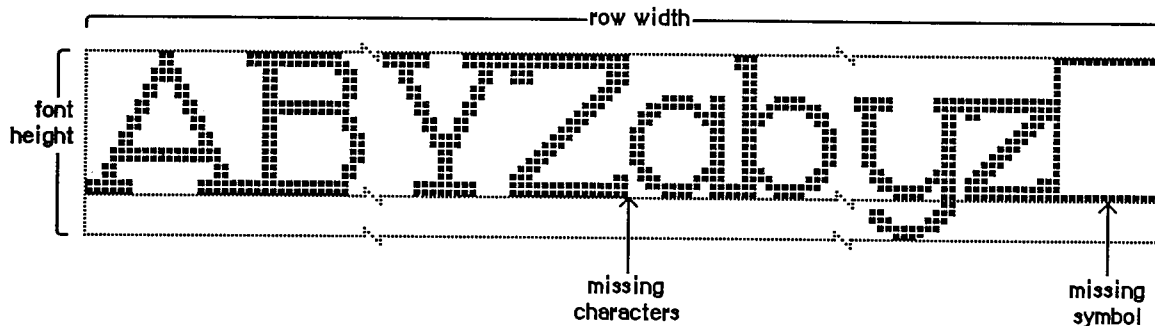 row width
font
height
ABYZabyz
missing
characters
missing
symbol